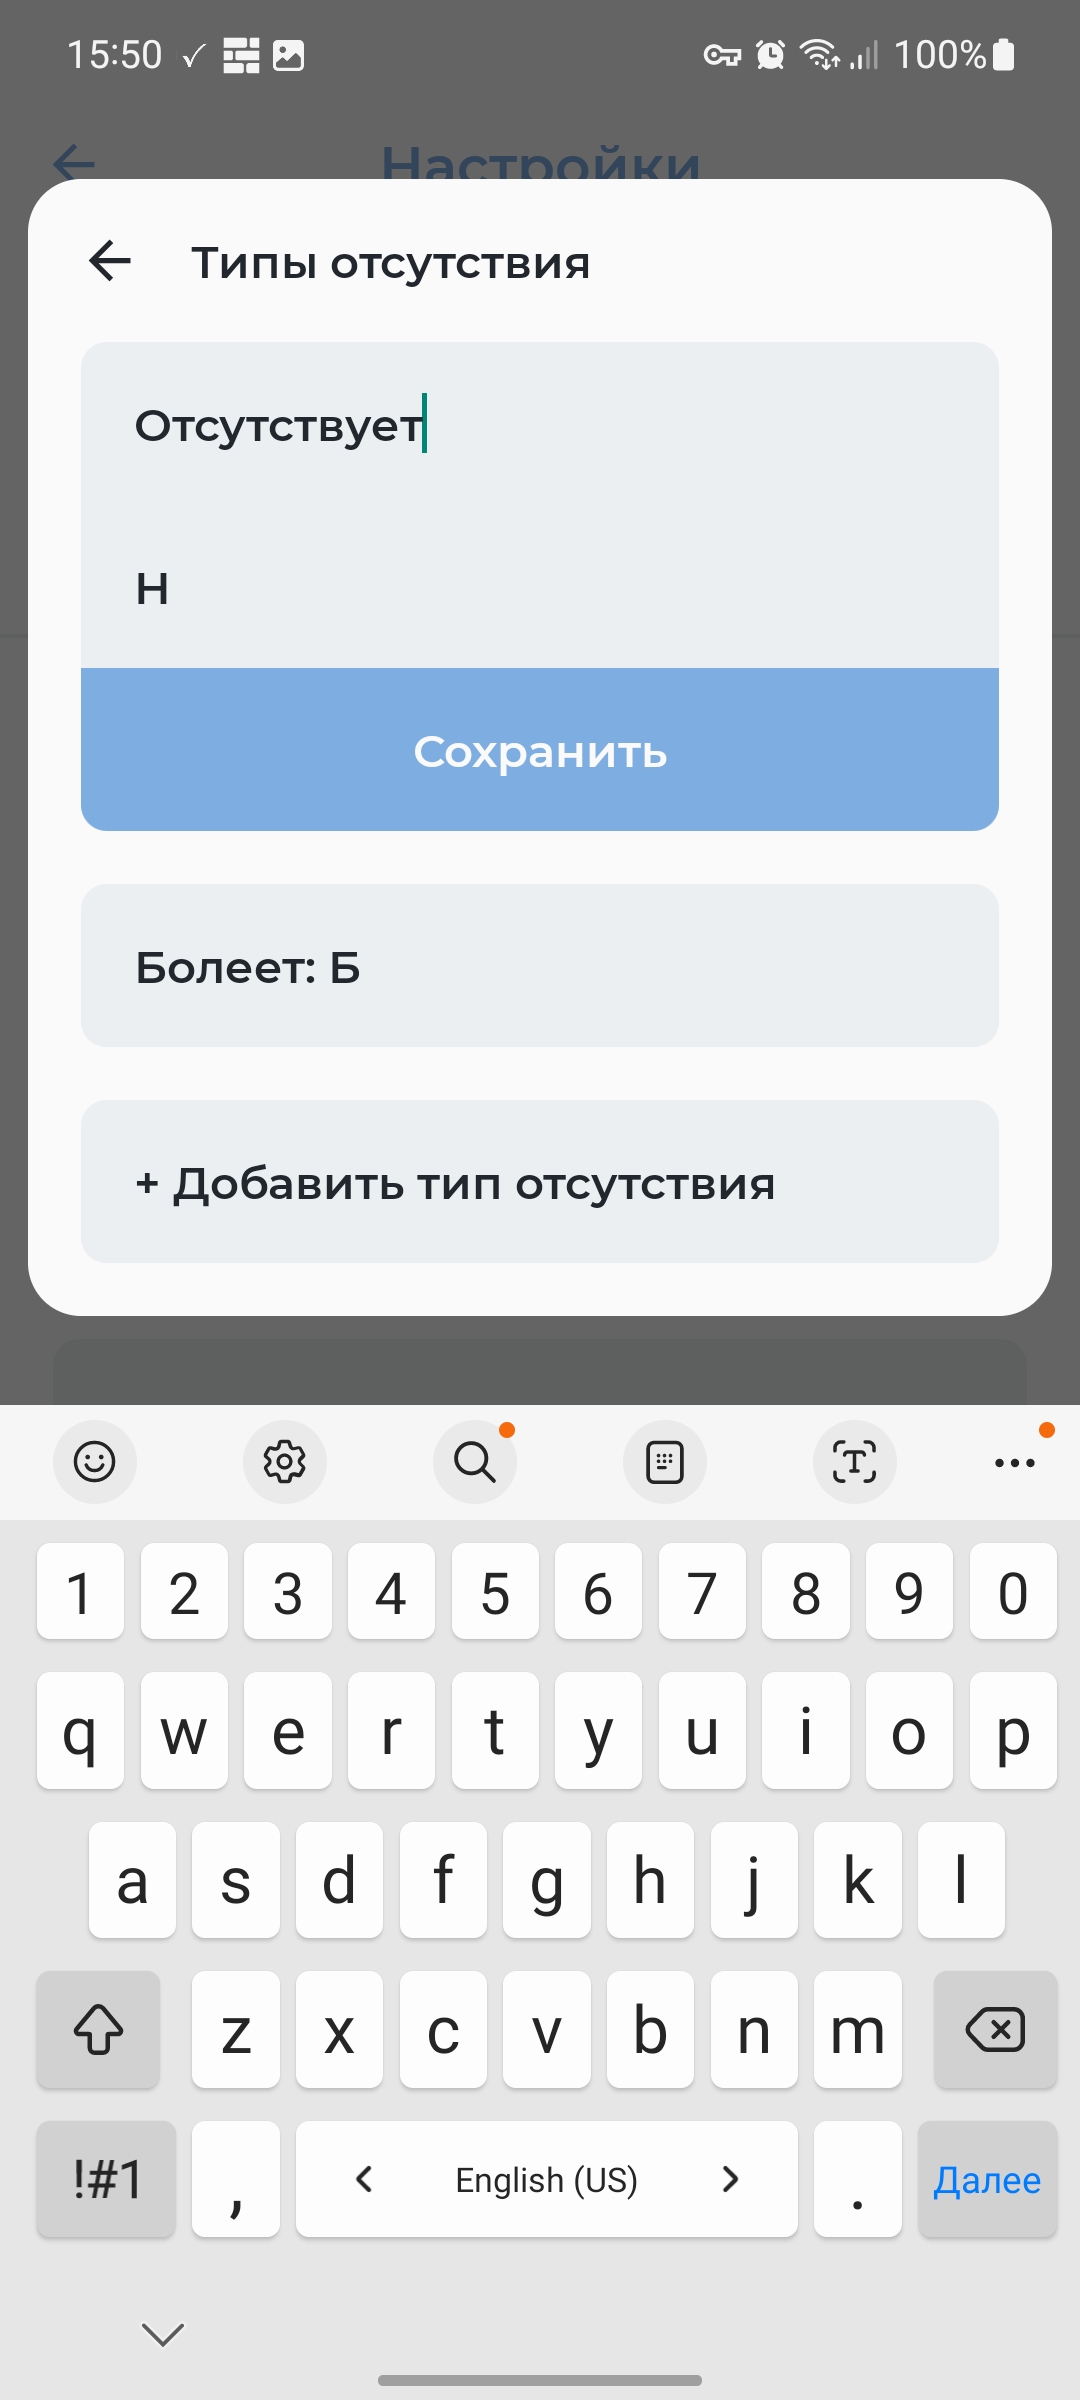 15:50
100%
Настройки
Типы отсутствия
Отсутствует
Н
Сохранить
Болеет: Б
+ Добавить тип отсутствия
1 2 3 4 5 6 7 8 9 0
q w e r t y u i o p
a s d f g h j k l
z x c v b n m
!#1 , English (US) . Далее